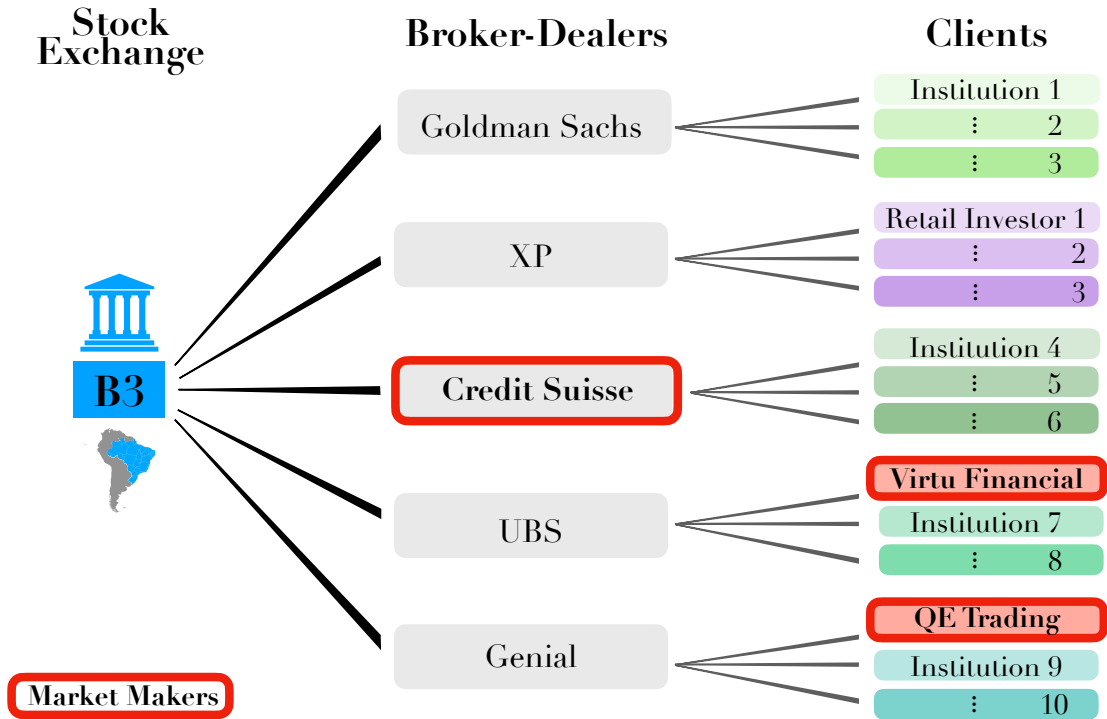 Stock
Exchange
Broker-Dealers
Clients
Goldman Sachs
Institution 1
⋮ 2
⋮ 3
XP
Retail Investor 1
⋮ 2
⋮ 3
B3
Credit Suisse
Institution 4
⋮ 5
⋮ 6
UBS
Virtu Financial
Institution 7
⋮ 8
Genial
QE Trading
Institution 9
⋮ 10
Market Makers